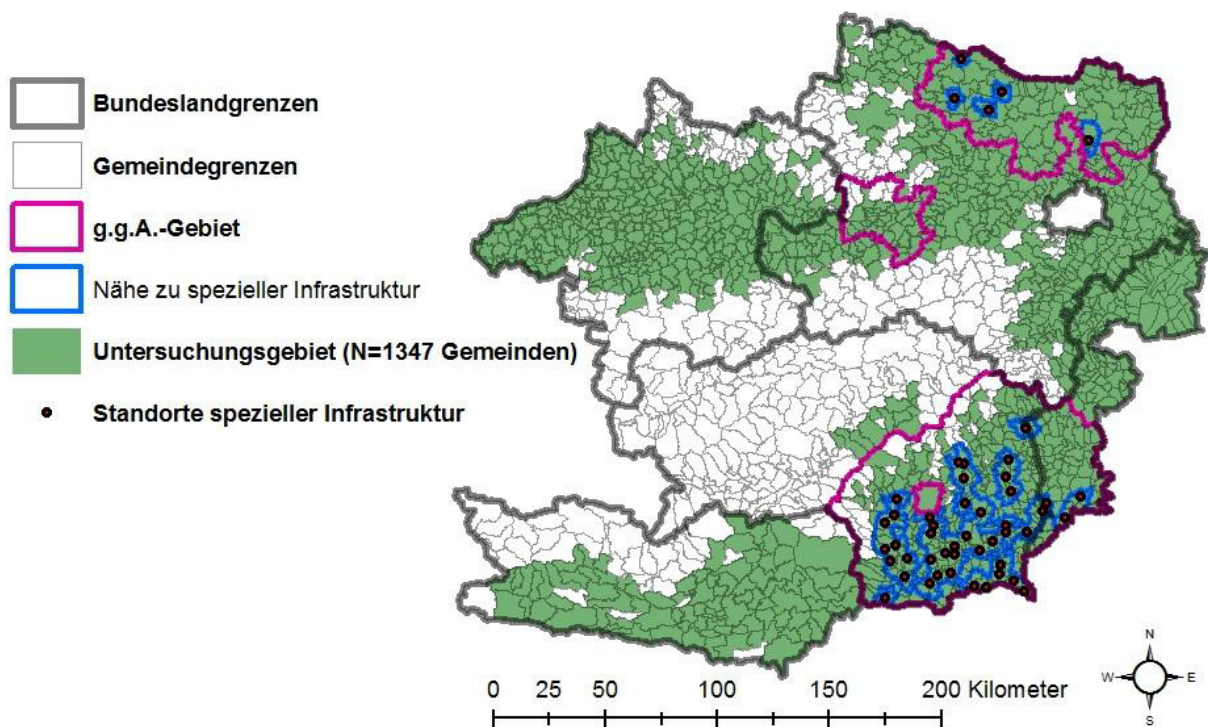 Bundeslandgrenzen
Gemeindegrenzen
g.g.A.-Gebiet
Nähe zu spezieller Infrastruktur
Untersuchungsgebiet (N=1347 Gemeinden)
Standorte spezieller Infrastruktur
0 25 50 100 150 200 Kilometer
N
W E
S